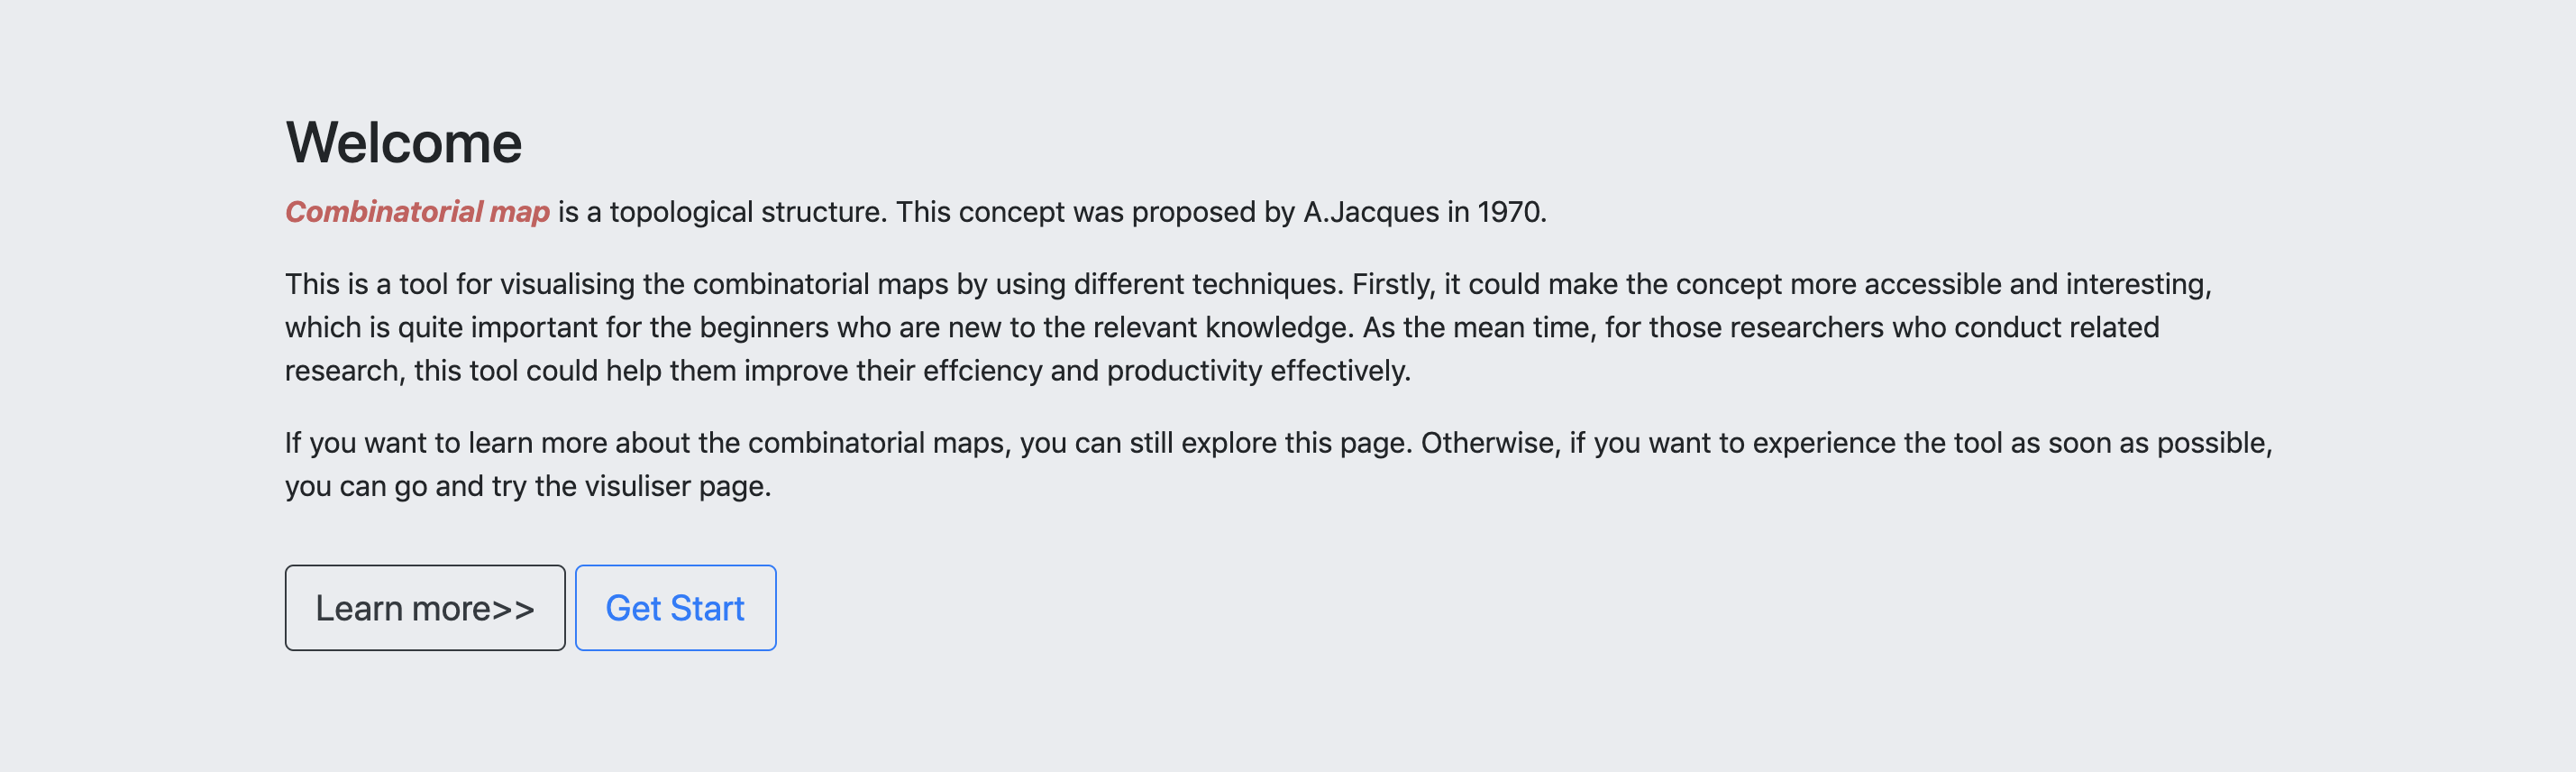 Welcome
Combinatorial map is a topological structure. This concept was proposed by A.Jacques in 1970.
This is a tool for visualising the combinatorial maps by using different techniques. Firstly, it could make the concept more accessible and interesting,
which is quite important for the beginners who are new to the relevant knowledge. As the mean time, for those researchers who conduct related
research, this tool could help them improve their effciency and productivity effectively.
If you want to learn more about the combinatorial maps, you can still explore this page. Otherwise, if you want to experience the tool as soon as possible,
you can go and try the visuliser page.
Learn more>> Get Start